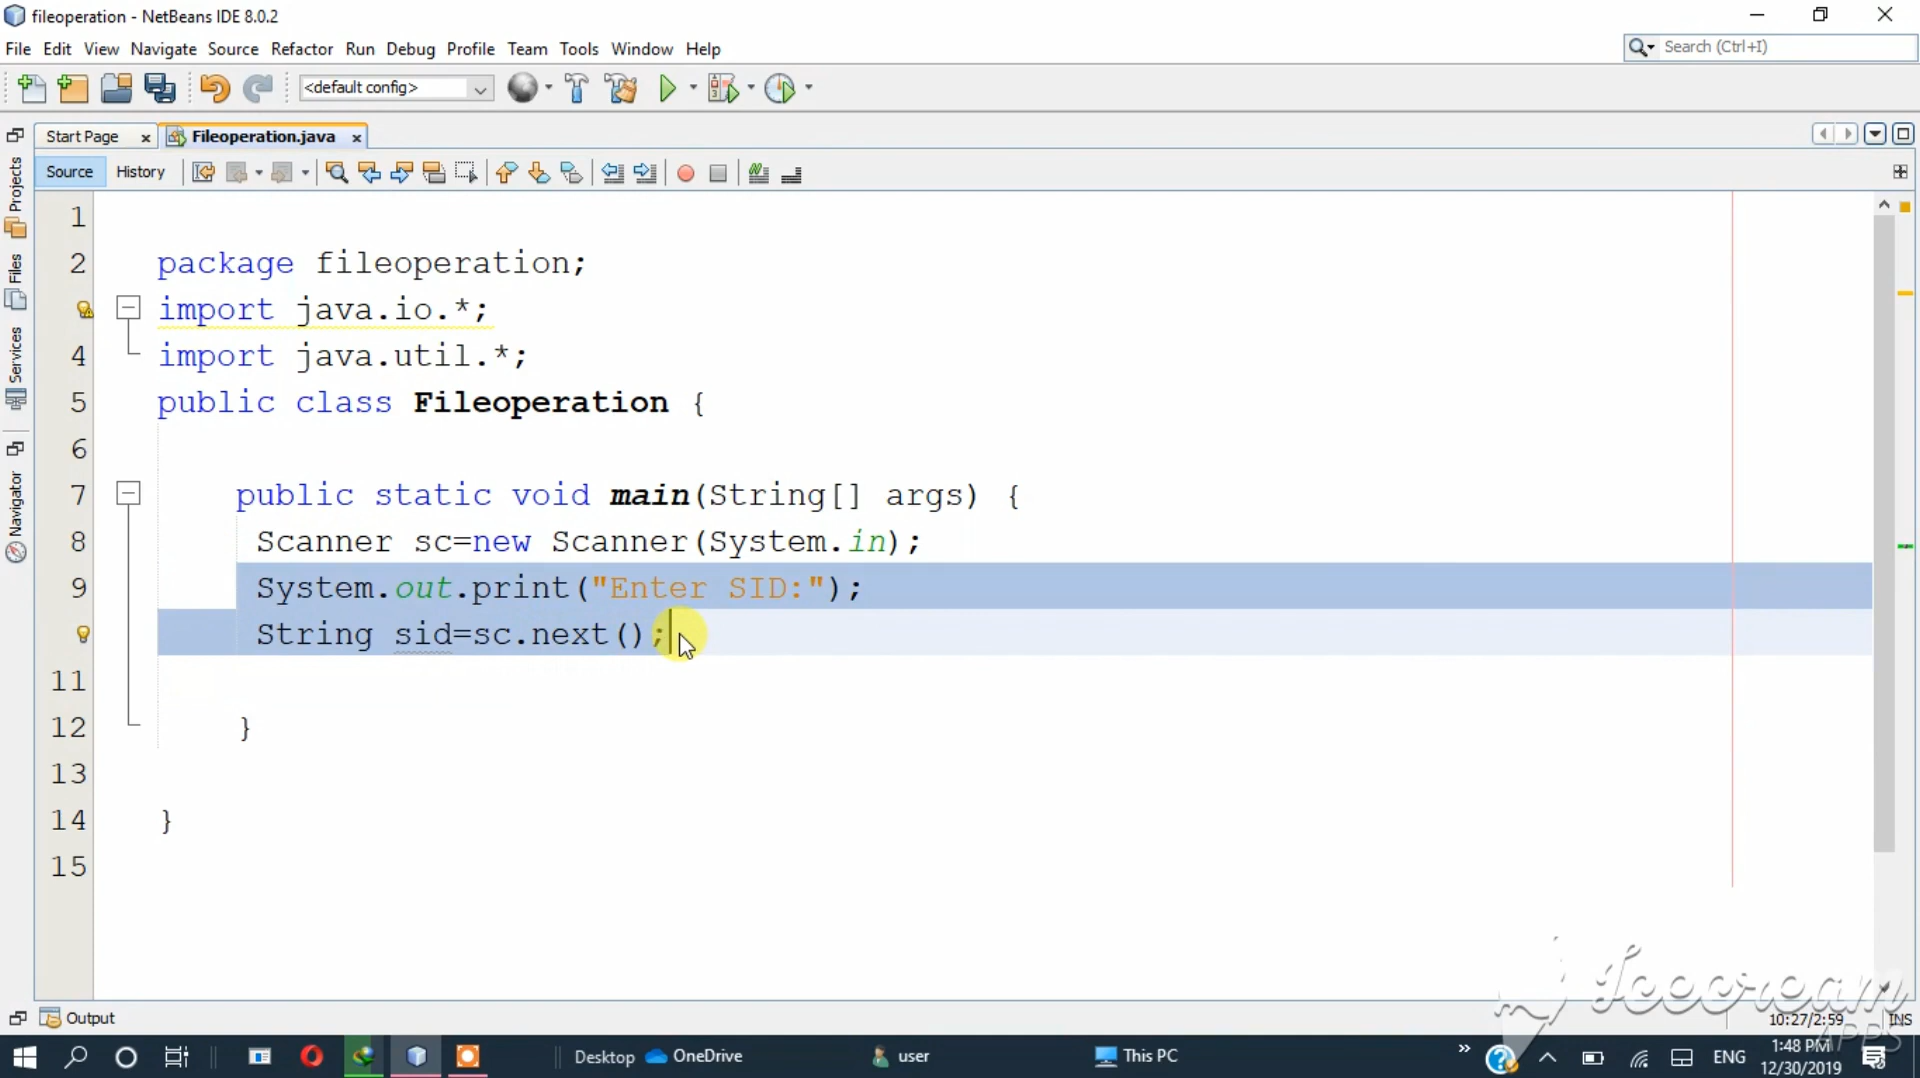 fileoperation - NetBeans IDE 8.0.2
File Edit View Navigate Source Refactor Run Debug Profile Team Tools Window Help
Search (Ctrl+I)
<default config>
Start Page
Fileoperation.java
Source History
Projects
Files
Services
Navigator
1
2 package fileoperation;
import java.io.*;
4 import java.util.*;
5 public class Fileoperation {
6
7 public static void main(String[] args) {
8 Scanner sc=new Scanner(System.in);
9 System.out.print("Enter SID:");
String sid=sc.next();
11
12 }
13
14 }
15
Icecream
APPS
Output
10:27/2:59 INS
Desktop OneDrive user This PC
ENG
1:48 PM
12/30/2019